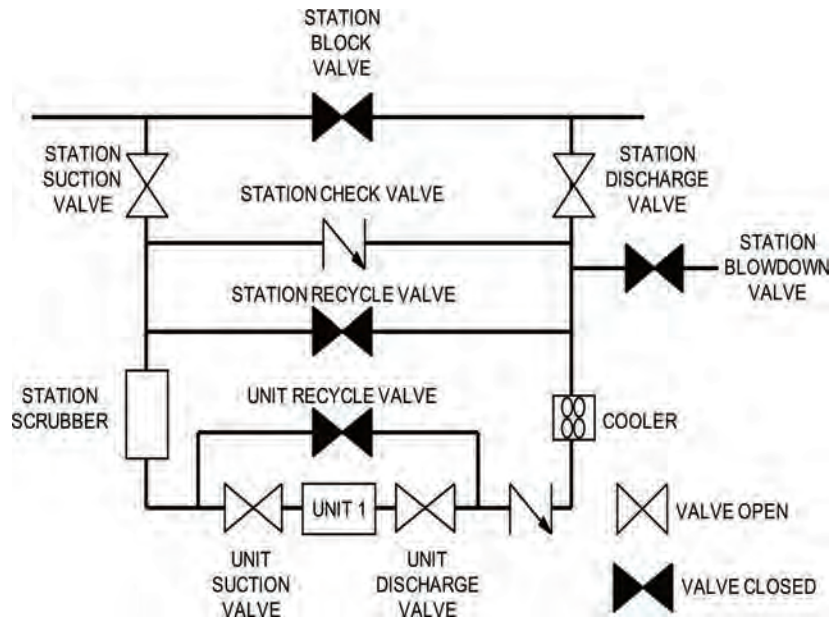 STATION
BLOCK
VALVE
STATION
SUCTION
VALVE
STATION CHECK VALVE
STATION
DISCHARGE
VALVE
STATION
BLOWDOWN
VALVE
STATION RECYCLE VALVE
STATION
SCRUBBER
UNIT RECYCLE VALVE
COOLER
UNIT 1
VALVE OPEN
UNIT
SUCTION
VALVE
UNIT
DISCHARGE
VALVE
VALVE CLOSED